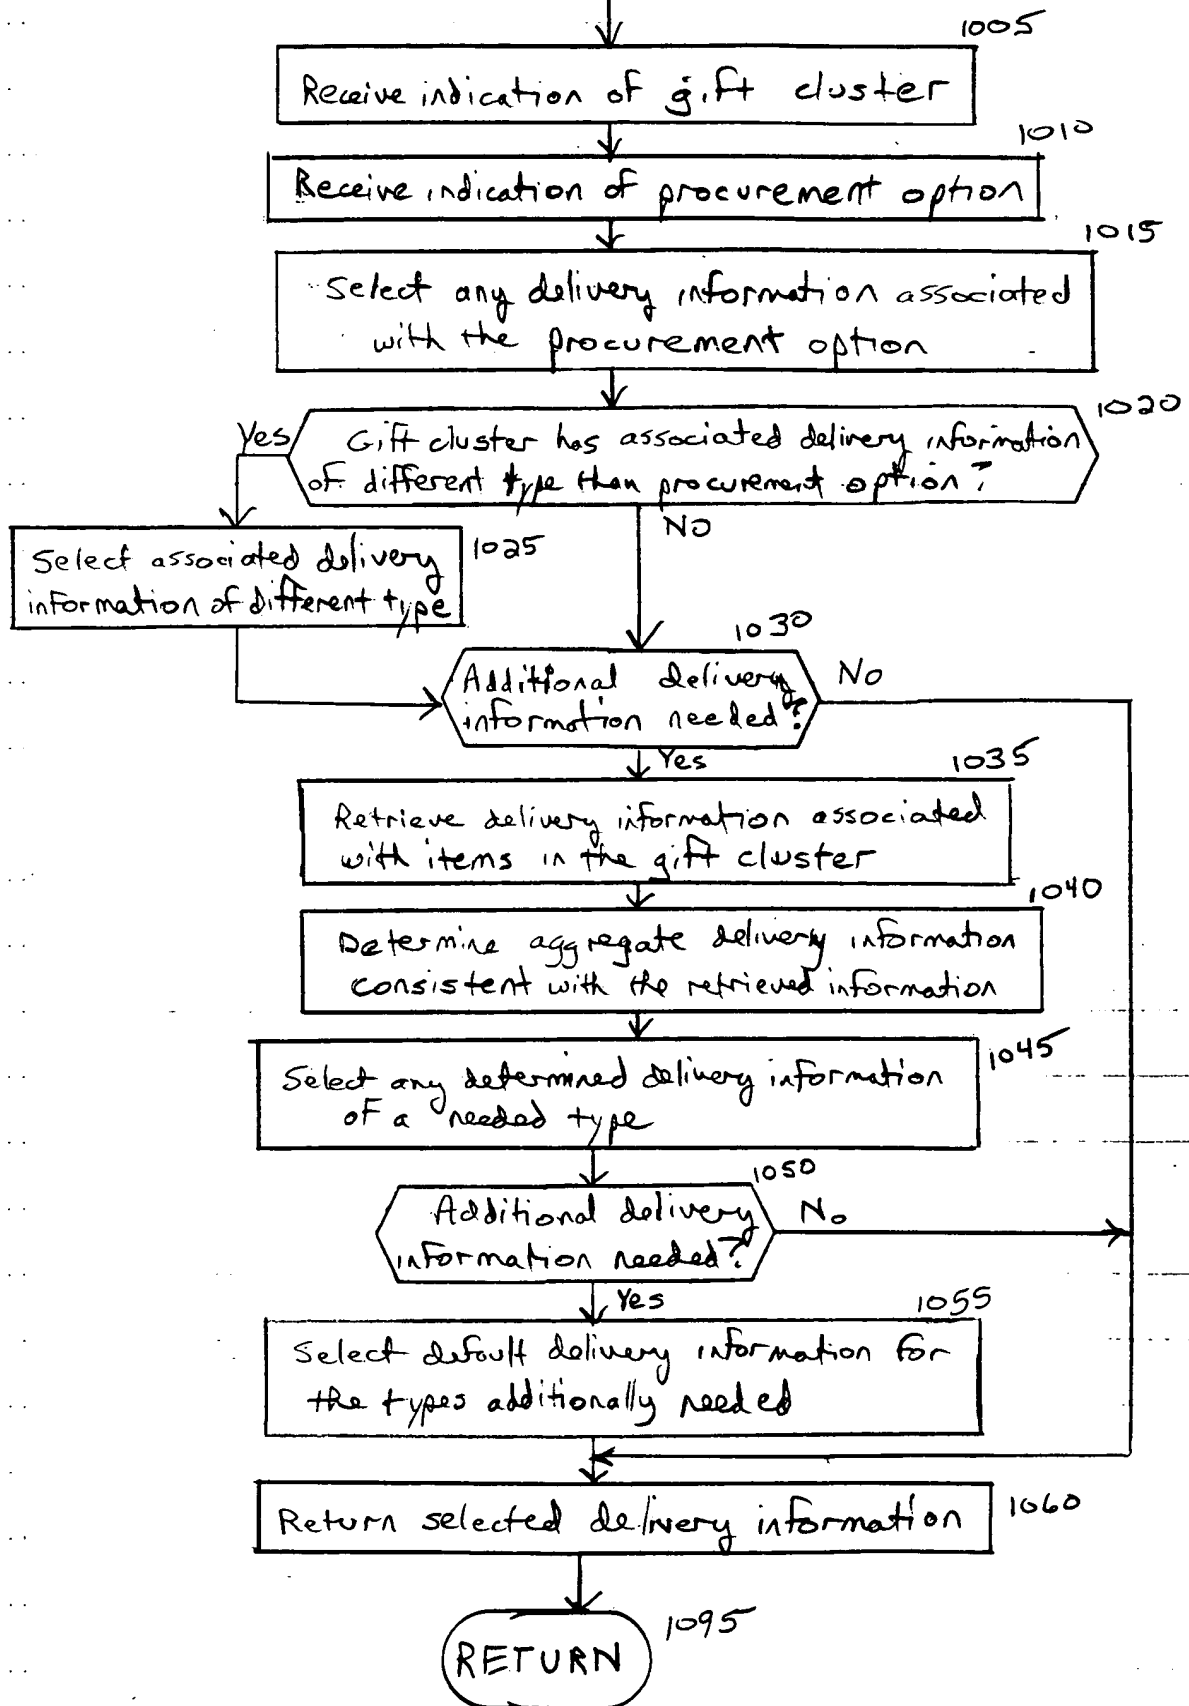 1005
Receive indication of gift cluster
1010
Receive indication of procurement option
1015
Select any delivery information associated
with the procurement option
1020
Yes
Gift cluster has associated delivery information
of different type than procurement option?
NO
1025
Select associated delivery
information of different type
1030
Additional delivery
information needed?
No
Yes
1035
Retrieve delivery information associated
with items in the gift cluster
1040
Determine aggregate delivery information
consistent with the retrieved information
1045
Select any determined delivery information
of a needed type
1050
Additional delivery
information needed?
No
Yes
1055
Select default delivery information for
the types additionally needed
Return selected delivery information
1060
RETURN
1095